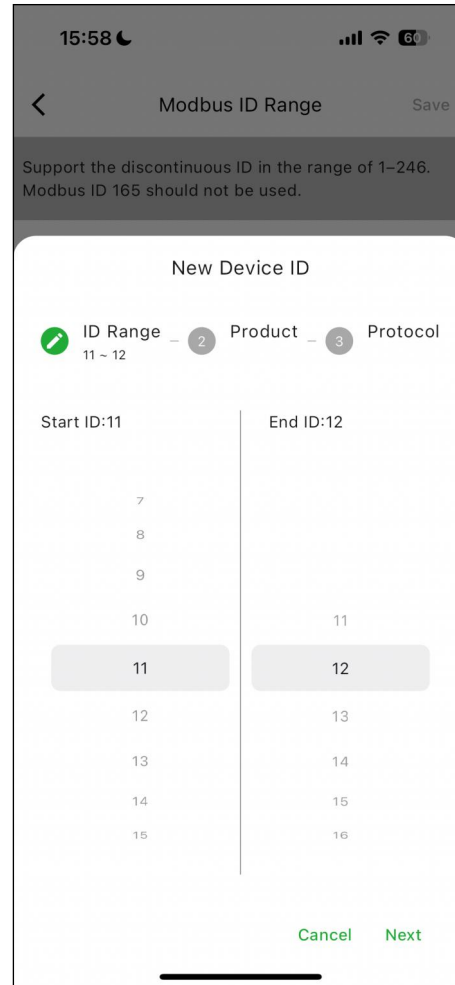 15:58
60
Modbus ID Range
Save
Support the discontinuous ID in the range of 1–246.
Modbus ID 165 should not be used.
New Device ID
ID Range
11 ~ 12
2
Product
3
Protocol
Start ID:11
End ID:12
7
8
9
10
11
11
12
12
13
13
14
14
15
15
16
Cancel
Next